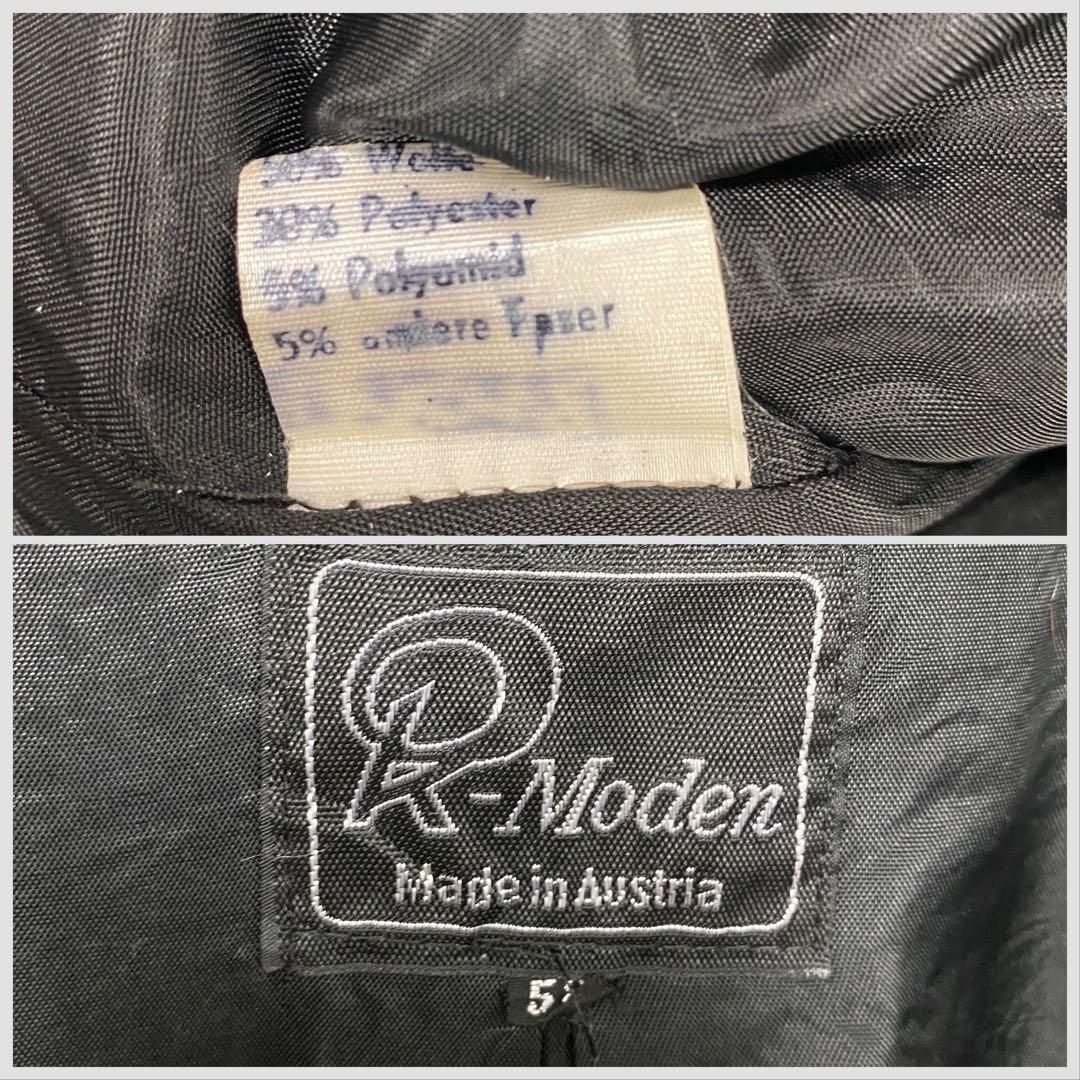 Wolle
30% Polyester
5% Polyamid
5% andere Faser
R-Moden
Made in Austria